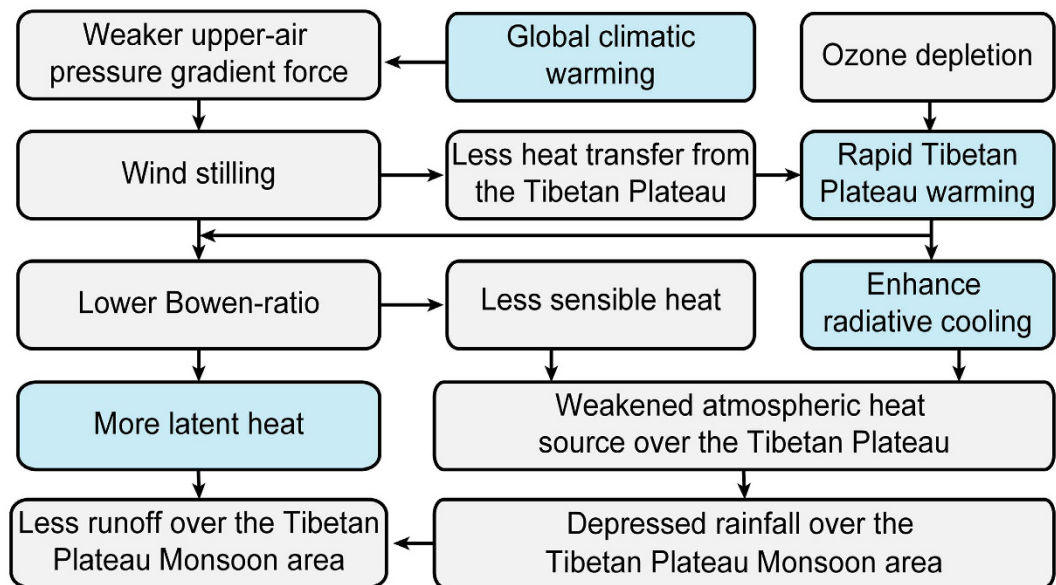 Weaker upper-air
pressure gradient force
Global climatic
warming
Ozone depletion
Wind stilling
Less heat transfer from
the Tibetan Plateau
Rapid Tibetan
Plateau warming
Lower Bowen-ratio
Less sensible heat
Enhance
radiative cooling
More latent heat
Weakened atmospheric heat
source over the Tibetan Plateau
Less runoff over the Tibetan
Plateau Monsoon area
Depressed rainfall over the
Tibetan Plateau Monsoon area